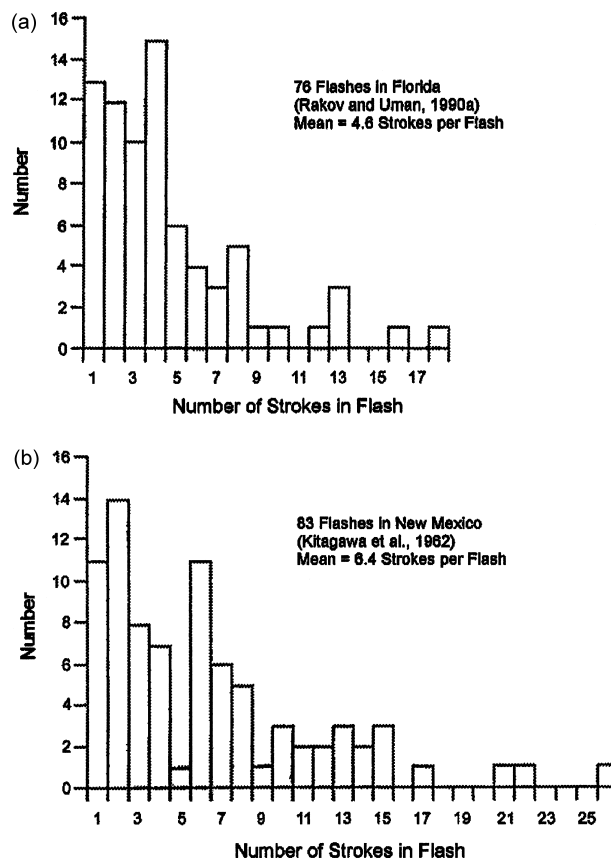 (a)
16
14
12
10
8
6
4
2
0
Number
76 Flashes in Florida
(Rakov and Uman, 1990a)
Mean = 4.6 Strokes per Flash
1 3 5 7 9 11 13 15 17
Number of Strokes in Flash
(b)
16
14
12
10
8
6
4
2
0
Number
83 Flashes in New Mexico
(Kitagawa et al., 1962)
Mean = 6.4 Strokes per Flash
1 3 5 7 9 11 13 15 17 19 21 23 25
Number of Strokes in Flash